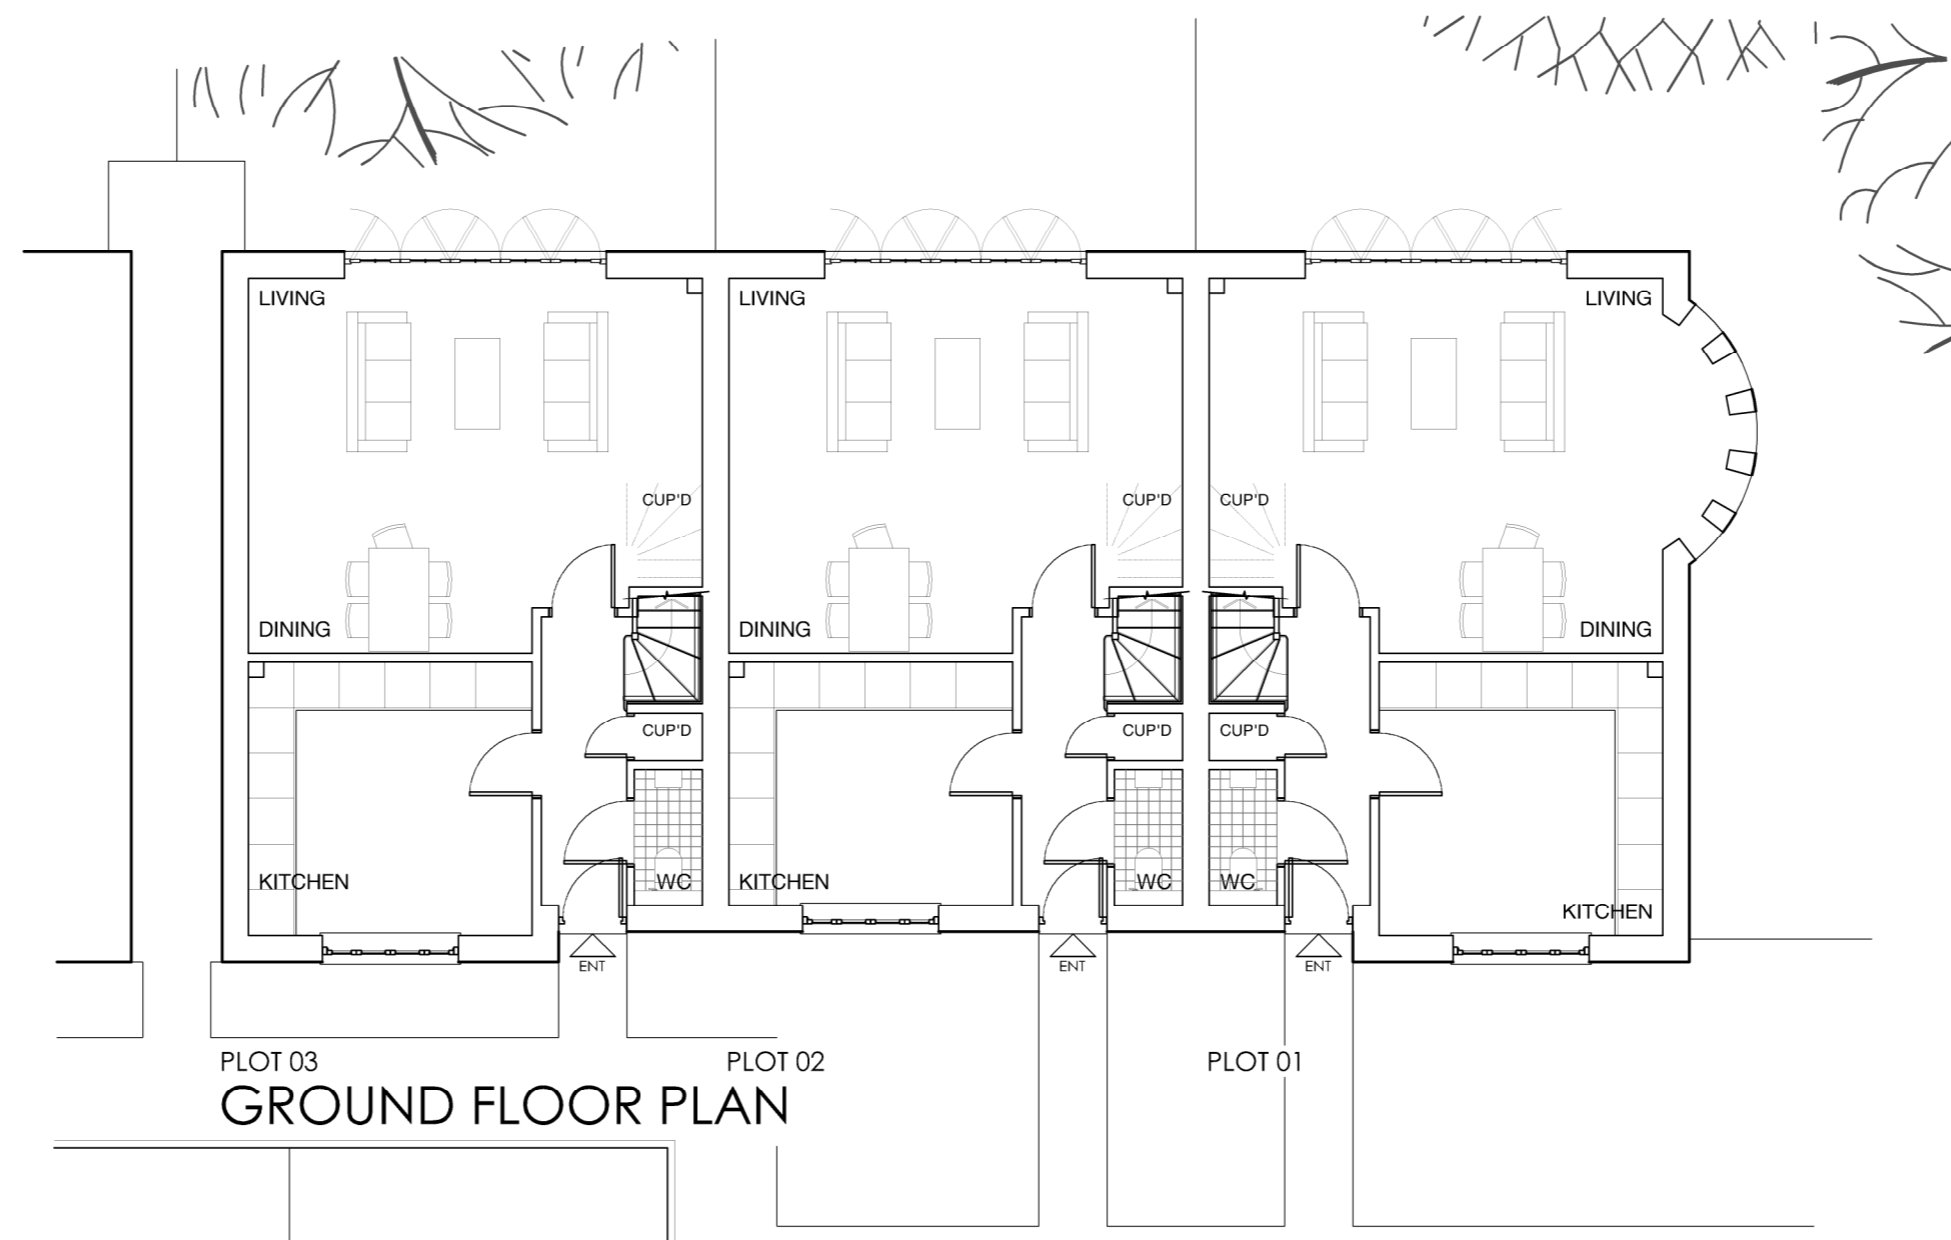 LIVING
LIVING
LIVING
CUP'D
CUP'D
CUP'D
DINING
DINING
DINING
CUP'D
CUP'D
CUP'D
KITCHEN
WC
KITCHEN
WC
WC
KITCHEN
ENT
ENT
ENT
PLOT 03
PLOT 02
PLOT 01
GROUND FLOOR PLAN